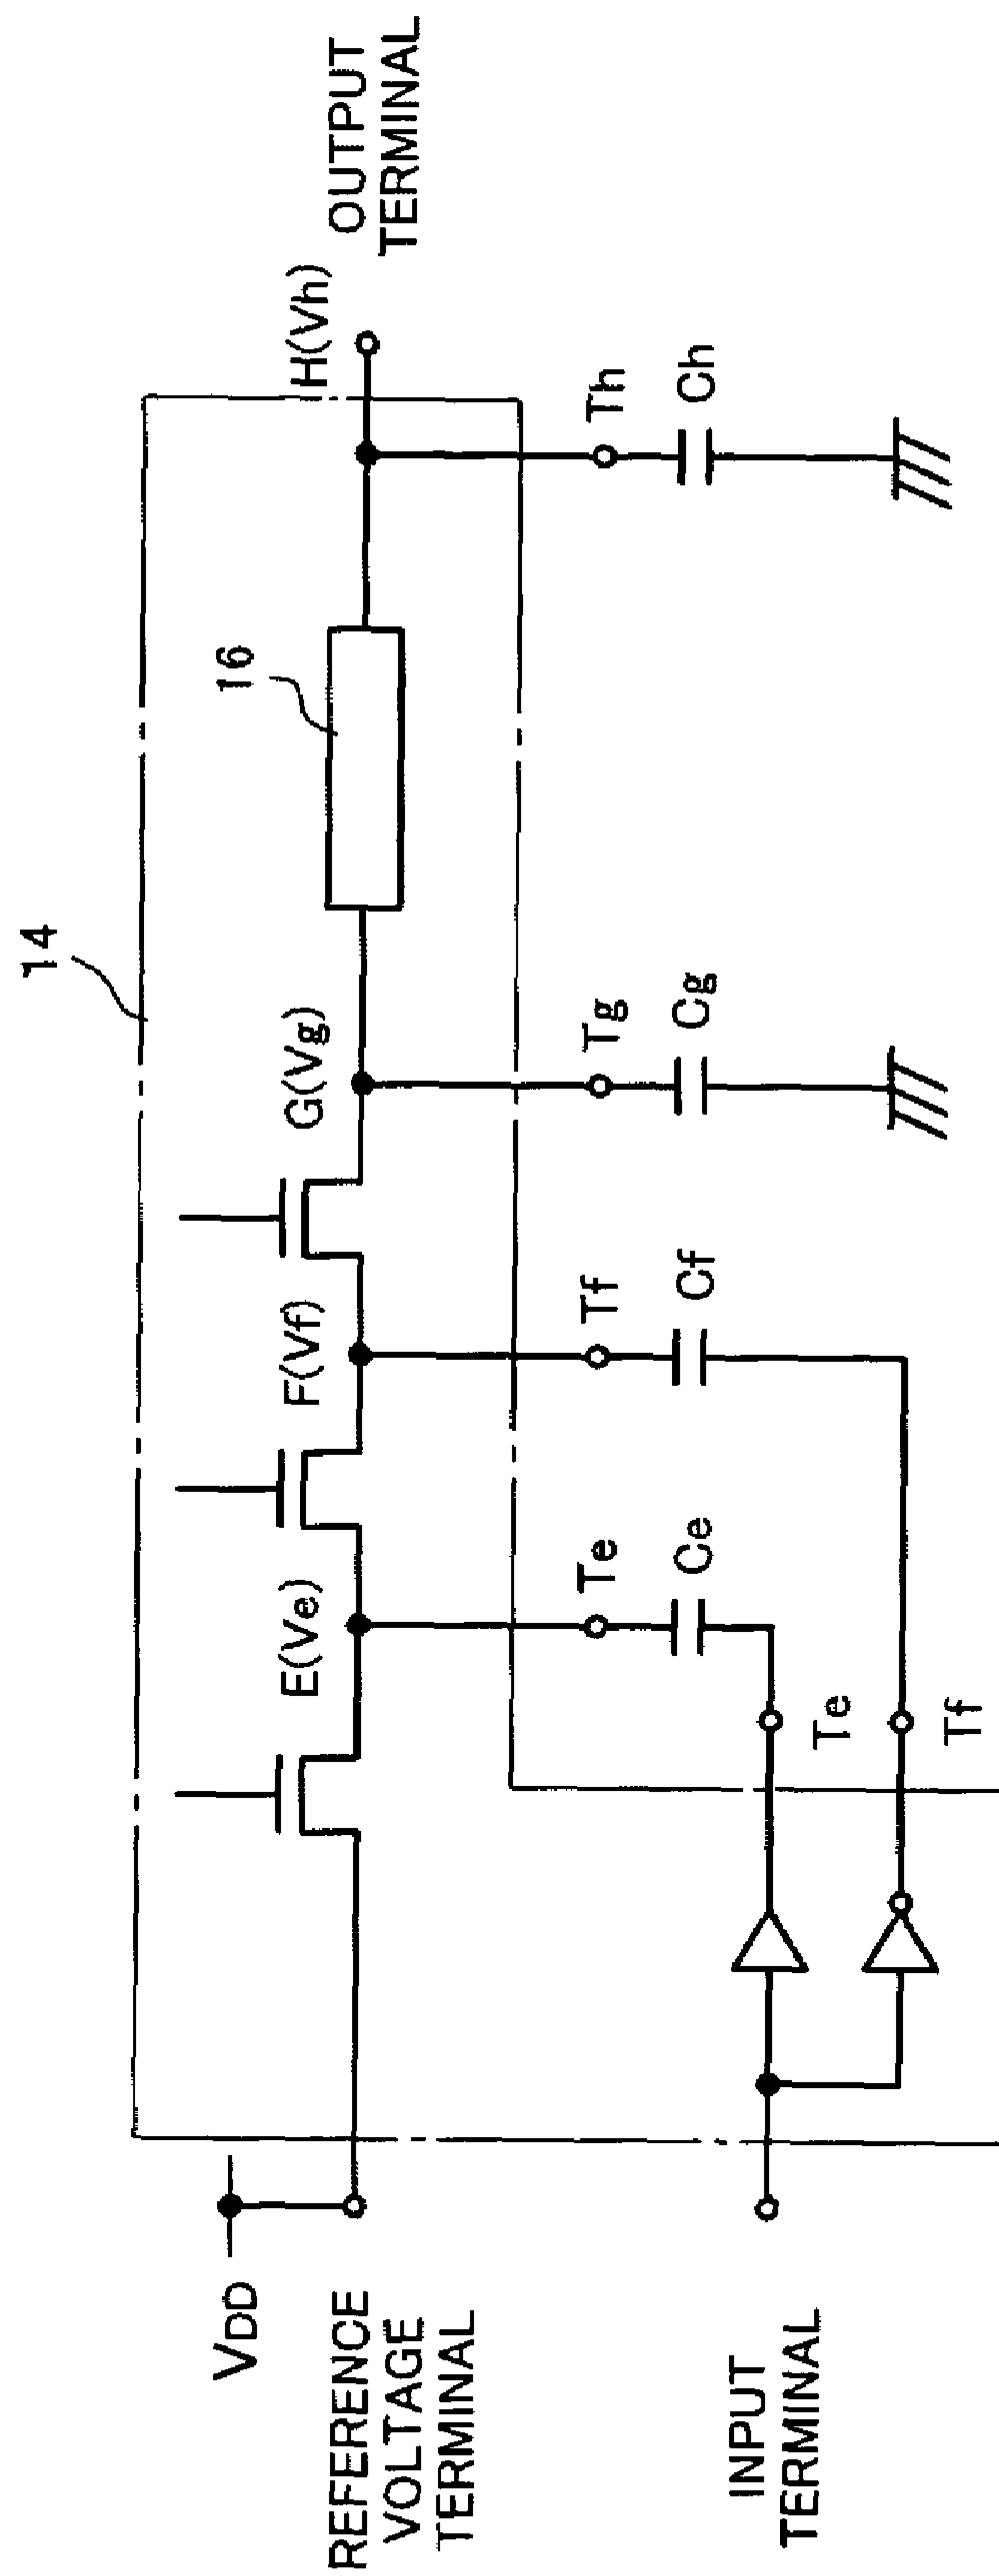 14
16
VDD
REFERENCE
VOLTAGE
TERMINAL
E(Ve)
F(Vf)
G(Vg)
H(Vh)
OUTPUT
TERMINAL
Te
Tf
Tg
Th
Ce
Cf
Cg
Ch
Te
Tf
INPUT
TERMINAL